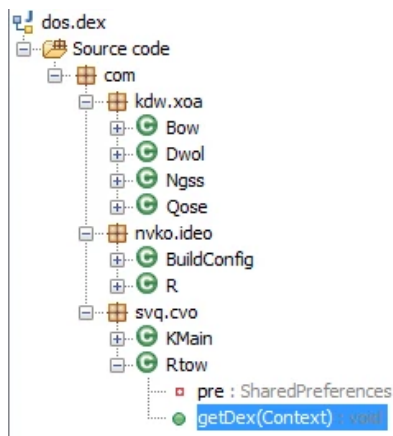 dos.dex
Source code
com
kdw.xoa
Bow
Dwol
Ngss
Qose
nvko.ideo
BuildConfig
R
svq.cvo
KMain
Rtow
pre : SharedPreferences
getDex(Context) : void